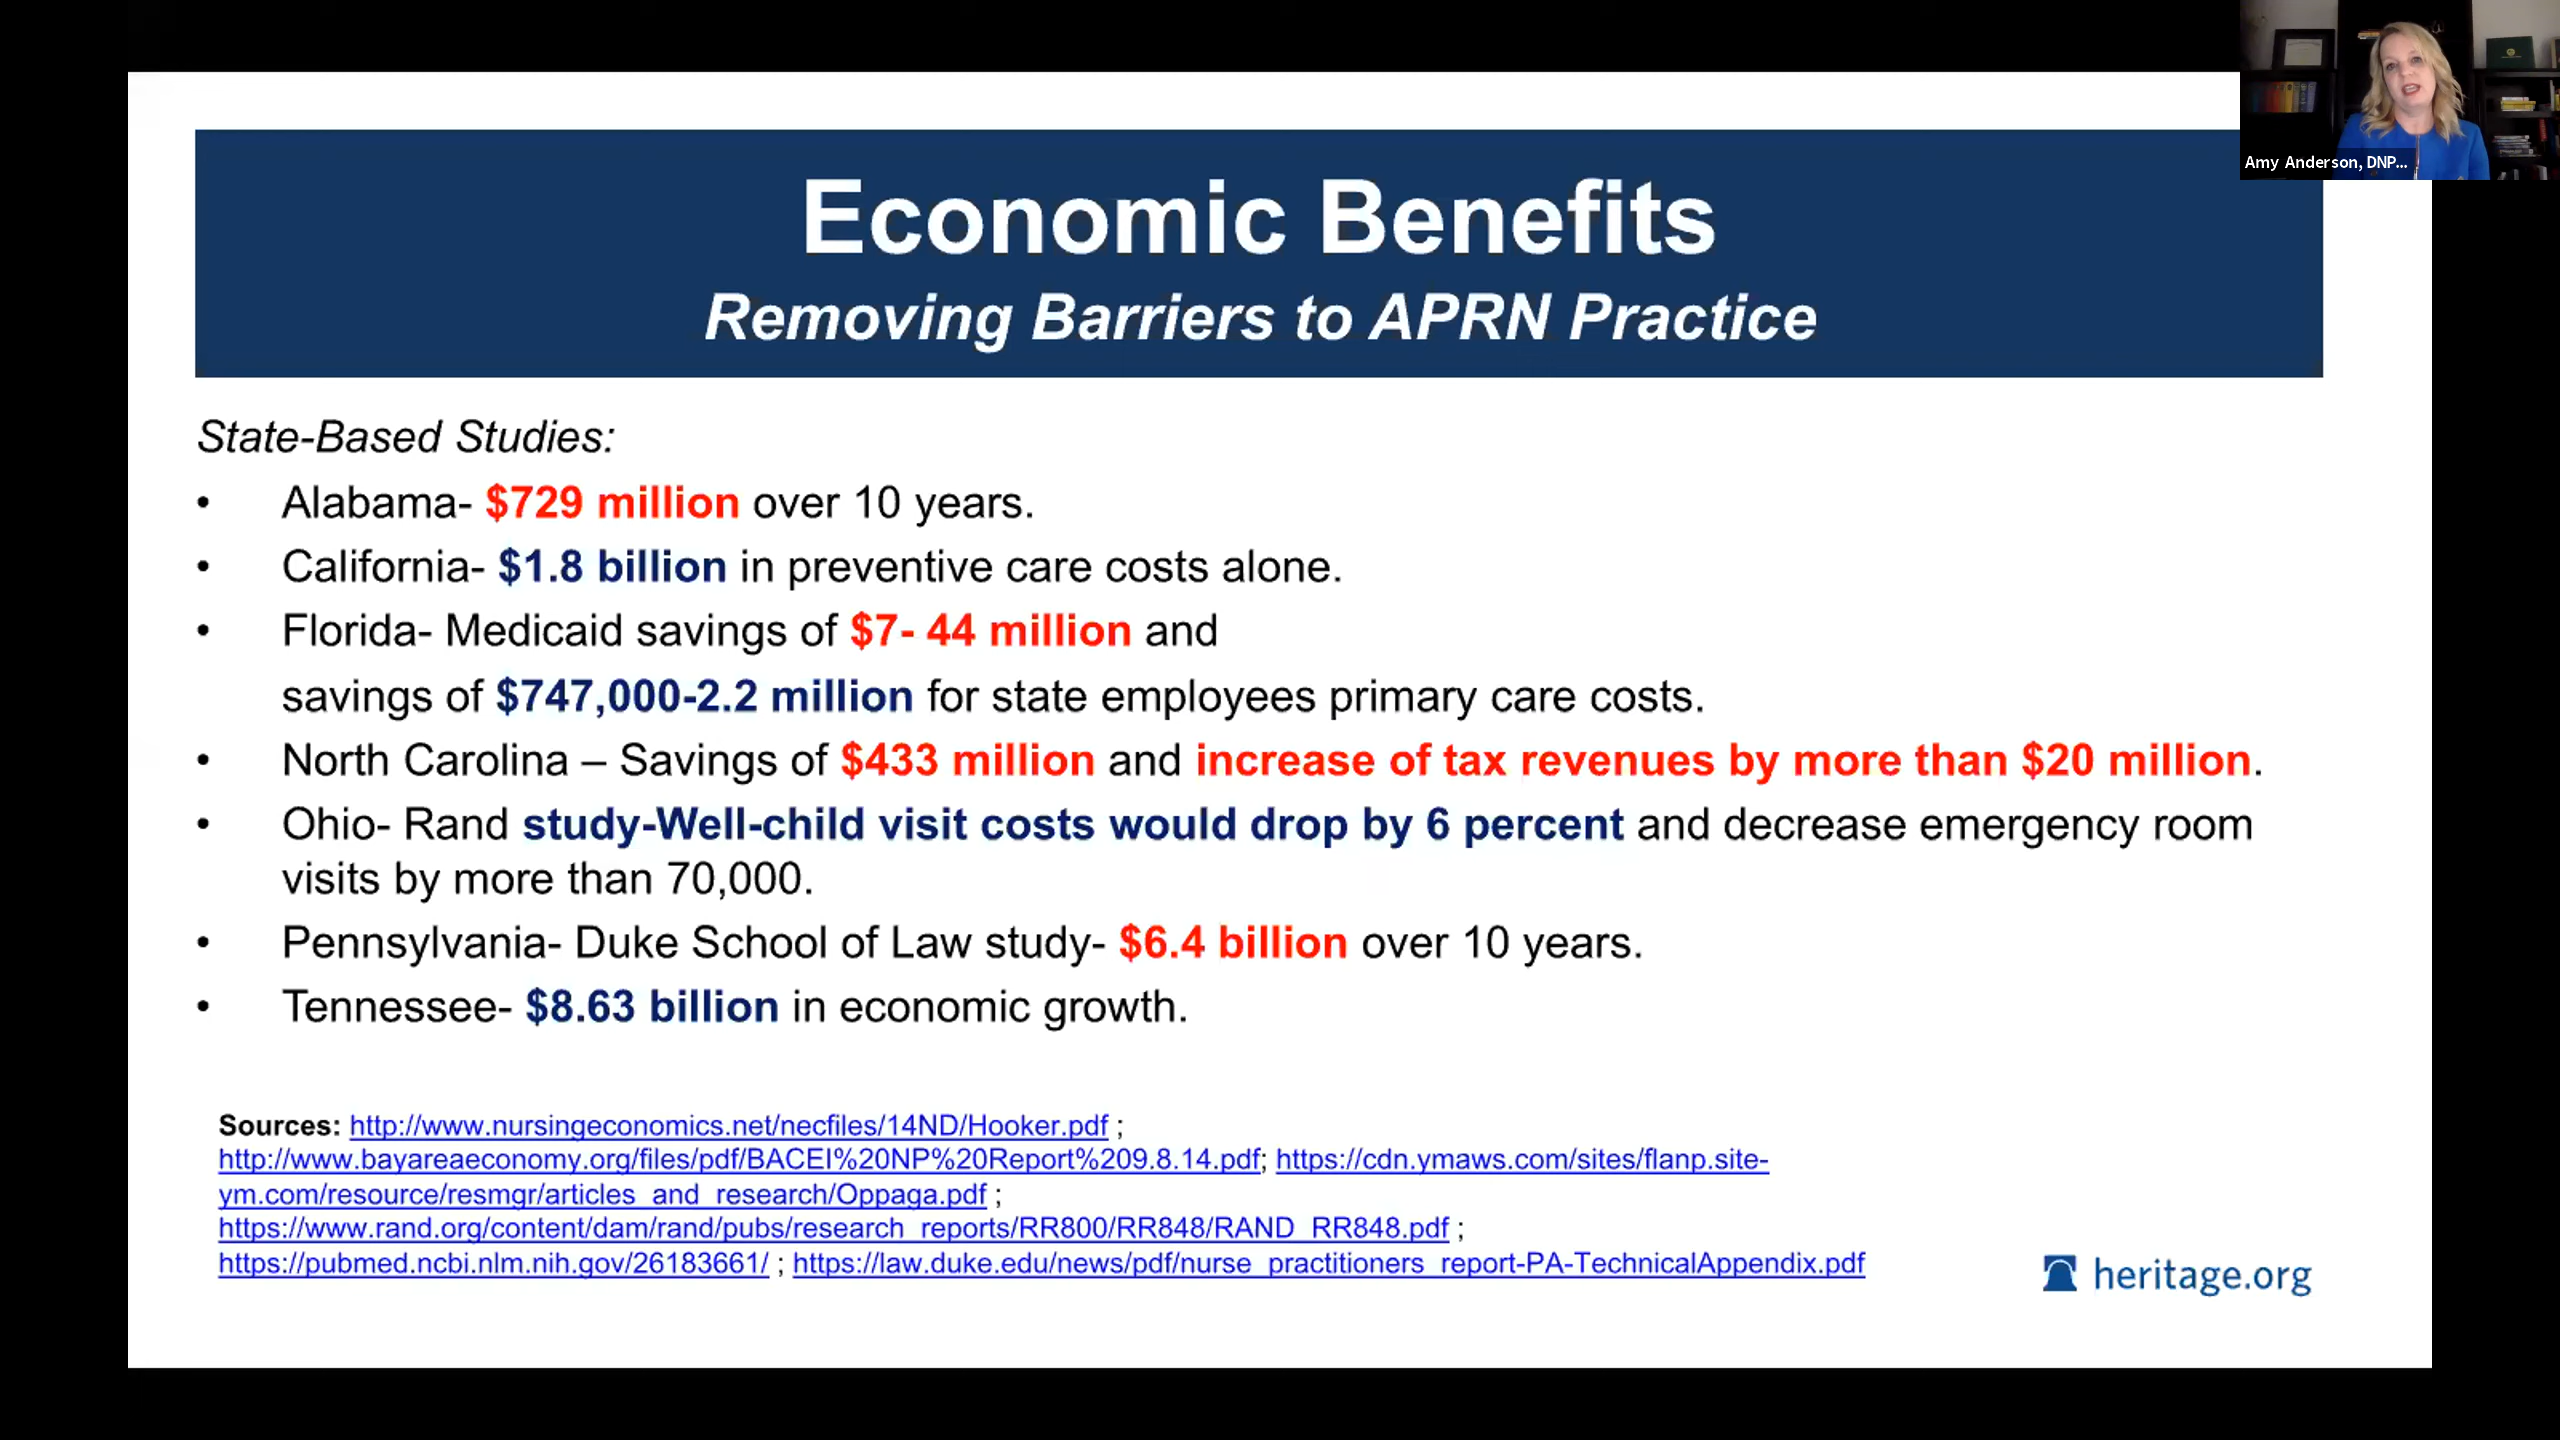 Amy Anderson, DNP...
Economic Benefits
Removing Barriers to APRN Practice
State-Based Studies:
• Alabama- $729 million over 10 years.
• California- $1.8 billion in preventive care costs alone.
• Florida- Medicaid savings of $7- 44 million and
savings of $747,000-2.2 million for state employees primary care costs.
• North Carolina – Savings of $433 million and increase of tax revenues by more than $20 million.
• Ohio- Rand study-Well-child visit costs would drop by 6 percent and decrease emergency room
visits by more than 70,000.
• Pennsylvania- Duke School of Law study- $6.4 billion over 10 years.
• Tennessee- $8.63 billion in economic growth.
Sources: http://www.nursingeconomics.net/necfiles/14ND/Hooker.pdf ;
http://www.bayareaeconomy.org/files/pdf/BACEI%20NP%20Report%209.8.14.pdf; https://cdn.ymaws.com/sites/flanp.site-
ym.com/resource/resmgr/articles_and_research/Oppaga.pdf ;
https://www.rand.org/content/dam/rand/pubs/research_reports/RR800/RR848/RAND_RR848.pdf ;
https://pubmed.ncbi.nlm.nih.gov/26183661/ ; https://law.duke.edu/news/pdf/nurse_practitioners_report-PA-TechnicalAppendix.pdf
heritage.org